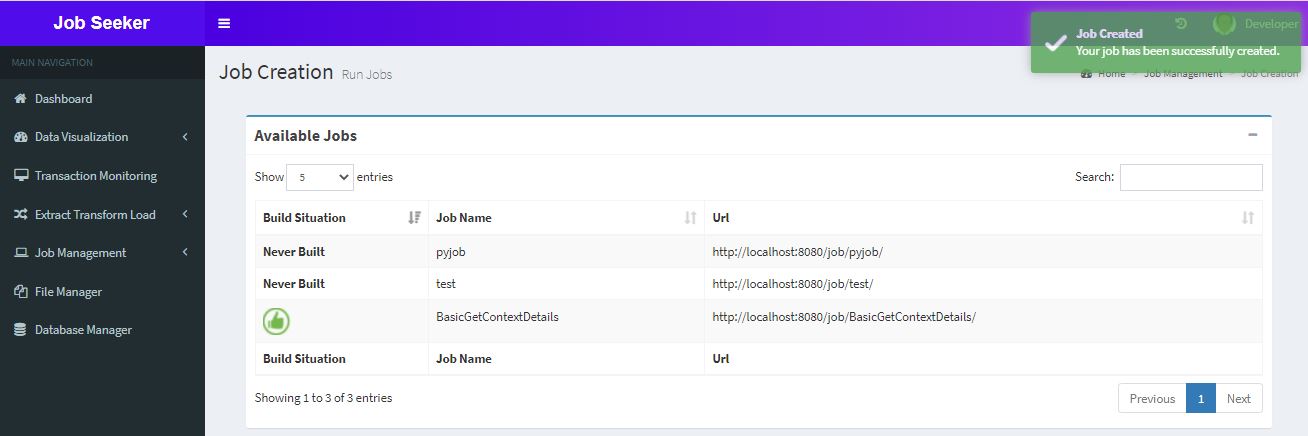 Job Seeker
Developer
Job Created
Your job has been successfully created.
MAIN NAVIGATION
Job Creation Run Jobs
Home > Job Management > Job Creation
Dashboard
Data Visualization
Transaction Monitoring
Extract Transform Load
Job Management
File Manager
Database Manager
Available Jobs
Show 5 entries Search:
Build Situation Job Name Url
Never Built pyjob http://localhost:8080/job/pyjob/
Never Built test http://localhost:8080/job/test/
BasicGetContextDetails http://localhost:8080/job/BasicGetContextDetails/
Build Situation Job Name Url
Showing 1 to 3 of 3 entries Previous 1 Next